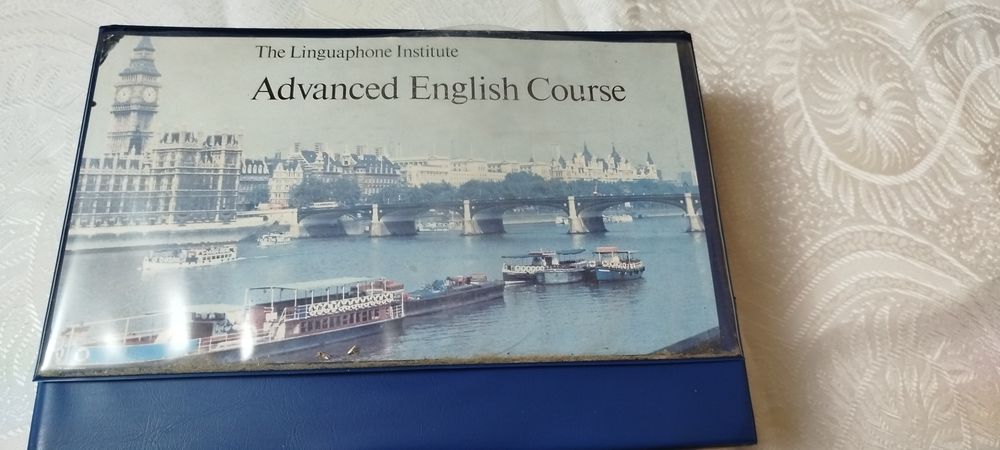 The Linguaphone Institute
Advanced English Course